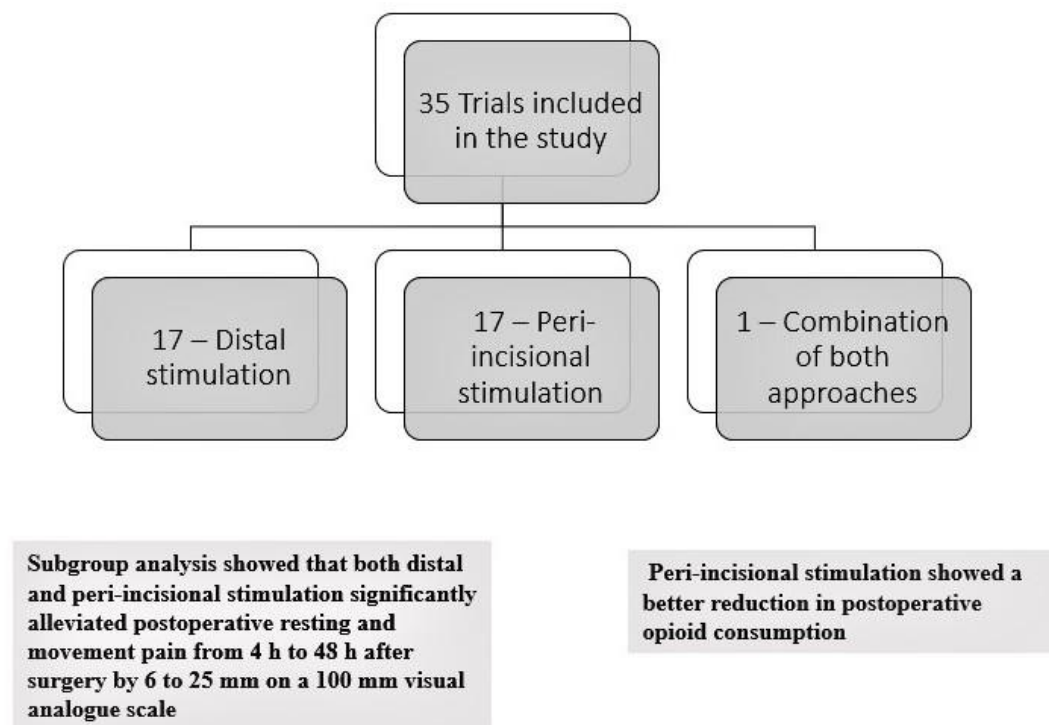 35 Trials included
in the study
17 – Distal
stimulation
17 – Peri-
incisional
stimulation
1 – Combination
of both
approaches
Subgroup analysis showed that both distal
and peri-incisional stimulation significantly
alleviated postoperative resting and
movement pain from 4 h to 48 h after
surgery by 6 to 25 mm on a 100 mm visual
analogue scale
Peri-incisional stimulation showed a
better reduction in postoperative
opioid consumption